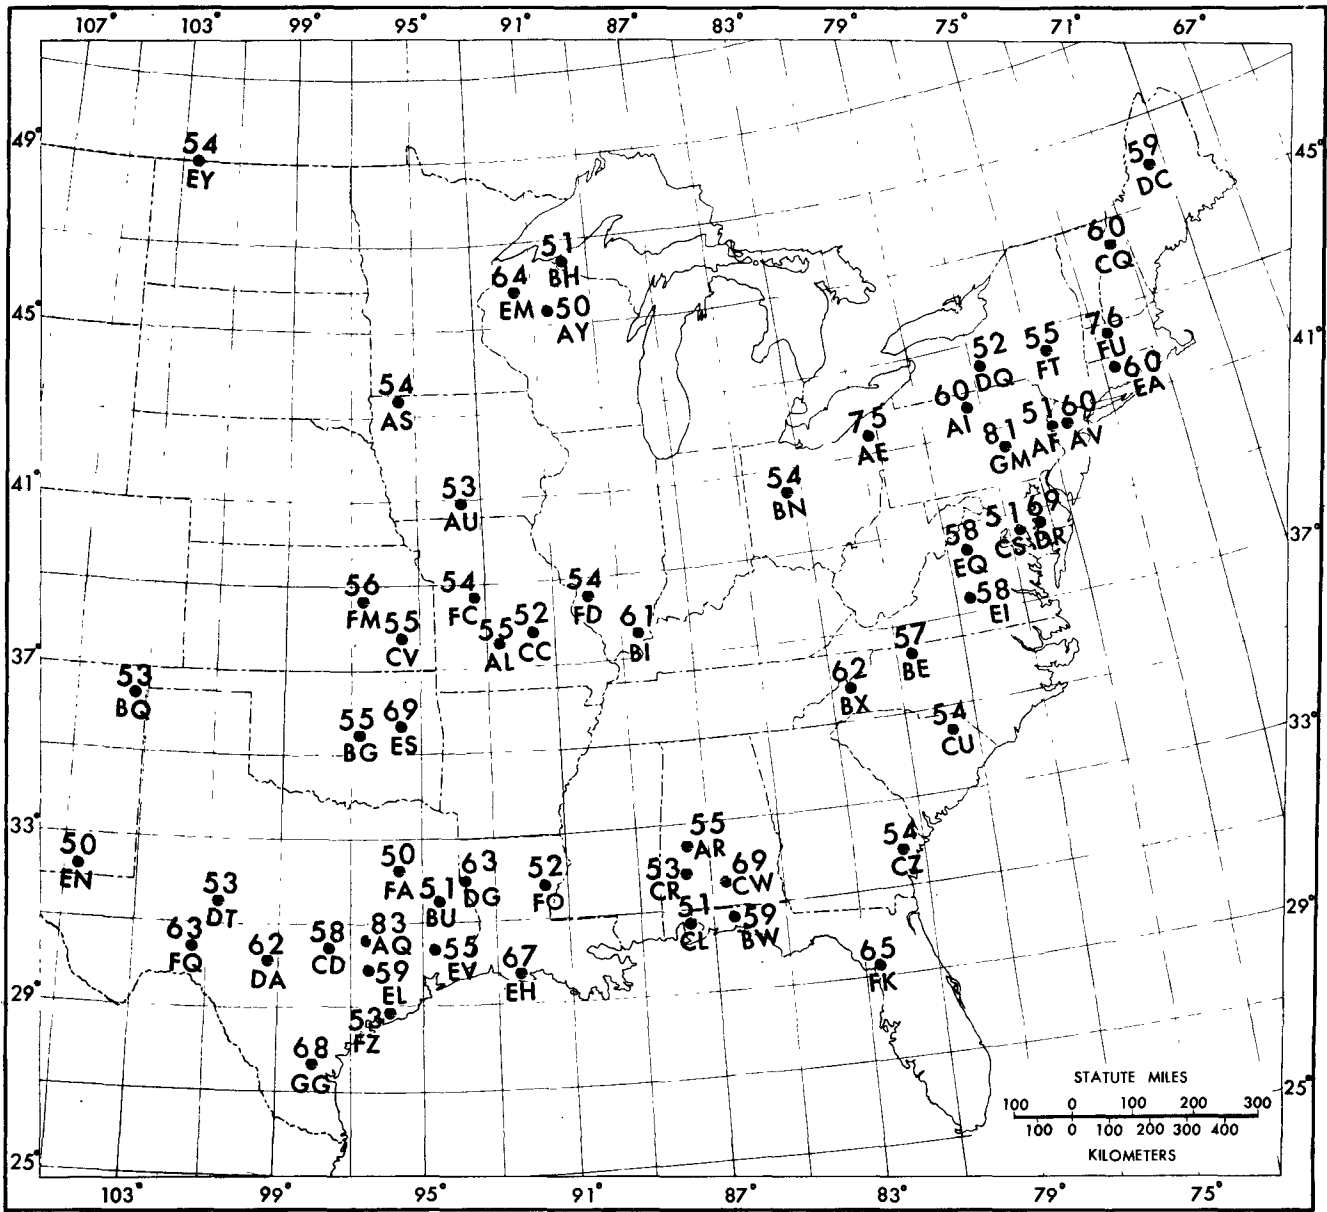 107° 103° 95° 91° 87° 83° 79° 75° 71° 67°
49°
45°
41°
37°
33°
29°
25°
45°
41°
37°
33°
29°
25°
54
EY
59
DC
60
CQ
51
BH
64
EM
50
AY
76
FU
60
EA
55
FT
52
DQ
60
AI
54
AS
51
AF
60
AV
81
GM
75
AE
54
BN
53
AU
51
CS
69
DR
58
EQ
58
EI
56
FM
54
FC
54
FD
55
CV
55
AL
52
CC
61
BI
57
BE
62
BX
53
BQ
55
BG
69
ES
54
CU
50
EN
55
AR
54
CZ
50
FA
63
DG
52
FO
53
CR
69
CW
53
DT
51
BU
51
CL
59
BW
63
FQ
62
DA
58
CD
83
AQ
55
EV
67
EH
65
FK
59
EL
53
FZ
68
GG
STATUTE MILES
100 0 100 200 300
100 0 100 200 300 400
KILOMETERS
103° 99° 95° 91° 87° 83° 79° 75°